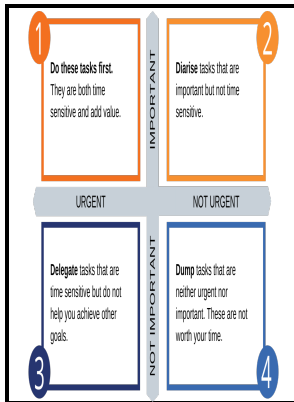 1
Do these tasks first.
They are both time
sensitive and add value.
IMPORTANT
2
Diarise tasks that are
important but not time
sensitive.
URGENT
NOT URGENT
Delegate tasks that are
time sensitive but do not
help you achieve other
goals.
3
NOT IMPORTANT
Dump tasks that are
neither urgent nor
important. These are not
worth your time.
4